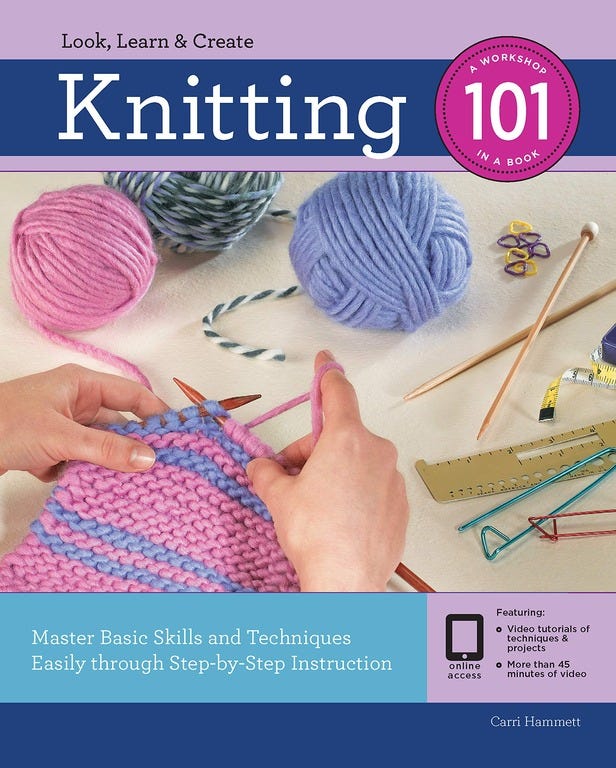 Look, Learn & Create
Knitting
A WORKSHOP
101
IN A BOOK
Master Basic Skills and Techniques
Easily through Step-by-Step Instruction
online
access
Featuring:
Video tutorials of
techniques &
projects
More than 45
minutes of video
Carri Hammett